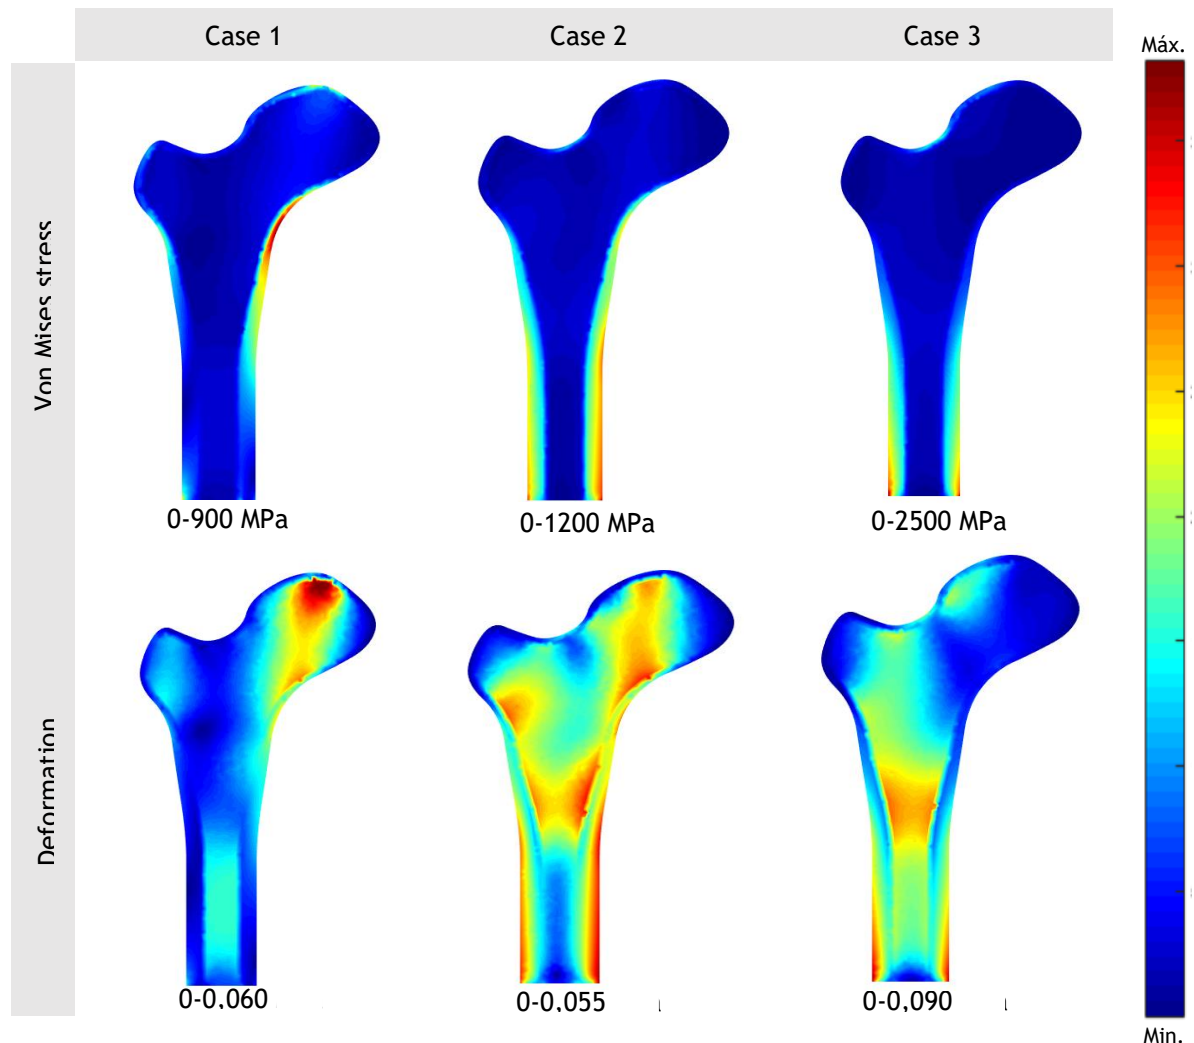 Case 1
Case 2
Case 3
Máx.
Von Mises stress
0-900 MPa
0-1200 MPa
0-2500 MPa
Deformation
0-0,060
0-0,055
0-0,090
Min.